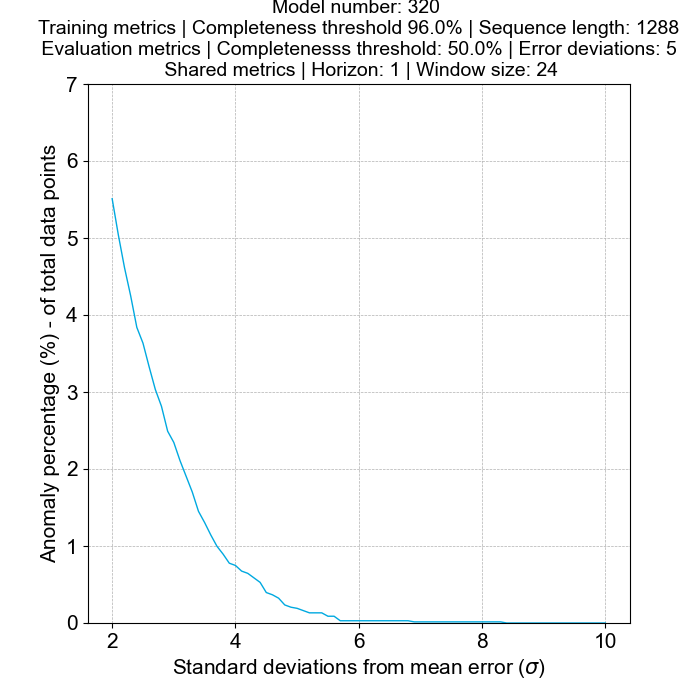 Model number: 320
Training metrics | Completeness threshold 96.0% | Sequence length: 1288
Evaluation metrics | Completenesss threshold: 50.0% | Error deviations: 5
Shared metrics | Horizon: 1 | Window size: 24
7
6
5
4
3
2
1
0
Anomaly percentage (%) - of total data points
2 4 6 8 10
Standard deviations from mean error (σ)